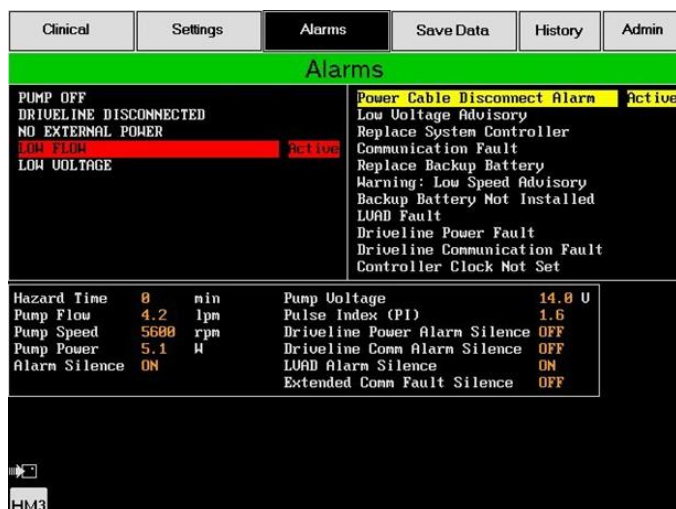 Clinical Settings Alarms Save Data History Admin
Alarms
PUMP OFF
DRIVELINE DISCONNECTED
NO EXTERNAL POWER
LOW FLOW Active
LOW VOLTAGE
Power Cable Disconnect Alarm Active
Low Voltage Advisory
Replace System Controller
Communication Fault
Replace Backup Battery
Warning: Low Speed Advisory
Backup Battery Not Installed
LVAD Fault
Driveline Power Fault
Driveline Communication Fault
Controller Clock Not Set
Hazard Time 0 min
Pump Flow 4.2 lpm
Pump Speed 5600 rpm
Pump Power 5.1 W
Alarm Silence ON
Pump Voltage 14.0 V
Pulse Index (PI) 1.6
Driveline Power Alarm Silence OFF
Driveline Comm Alarm Silence OFF
LVAD Alarm Silence ON
Extended Comm Fault Silence OFF
HM3